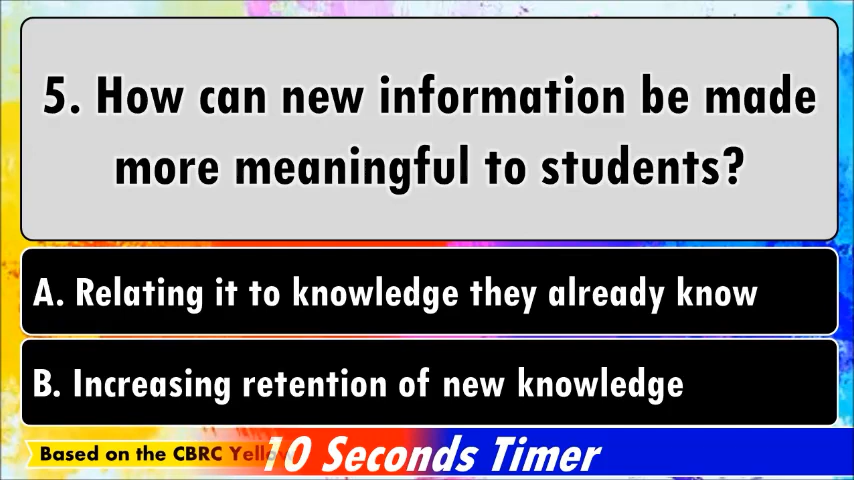 5. How can new information be made
more meaningful to students?
A. Relating it to knowledge they already know
B. Increasing retention of new knowledge
Based on the CBRC Yellow
10 Seconds Timer